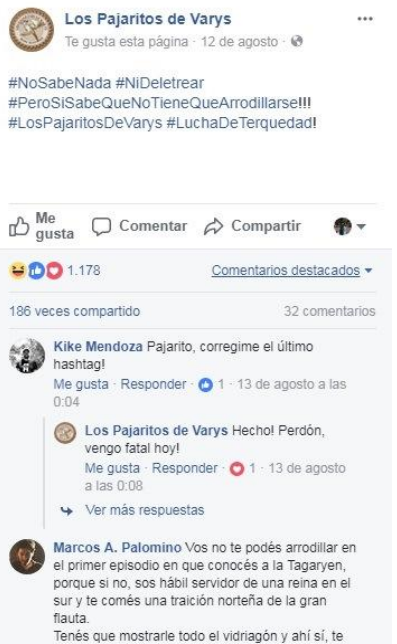 Los Pajaritos de Varys
Te gusta esta página · 12 de agosto ·
#NoSabeNada #NiDeletrear
#PeroSiSabeQueNoTieneQueArrodillarse!!!
#LosPajaritosDeVarys #LuchaDeTerquedad!
Me
gusta
Comentar
Compartir
1.178
Comentarios destacados
186 veces compartido
32 comentarios
Kike Mendoza Pajarito, corregime el último
hashtag!
Me gusta · Responder · 1 · 13 de agosto a las
0:04
Los Pajaritos de Varys Hecho! Perdón,
vengo fatal hoy!
Me gusta · Responder · 1 · 13 de agosto
a las 0:08
Ver más respuestas
Marcos A. Palomino Vos no te podés arrodillar en
el primer episodio en que conocés a la Tagaryen,
porque si no, sos hábil servidor de una reina en el
sur y te comés una traición norteña de la gran
flauta.
Tenés que mostrarle todo el vidriagón y ahí sí, te